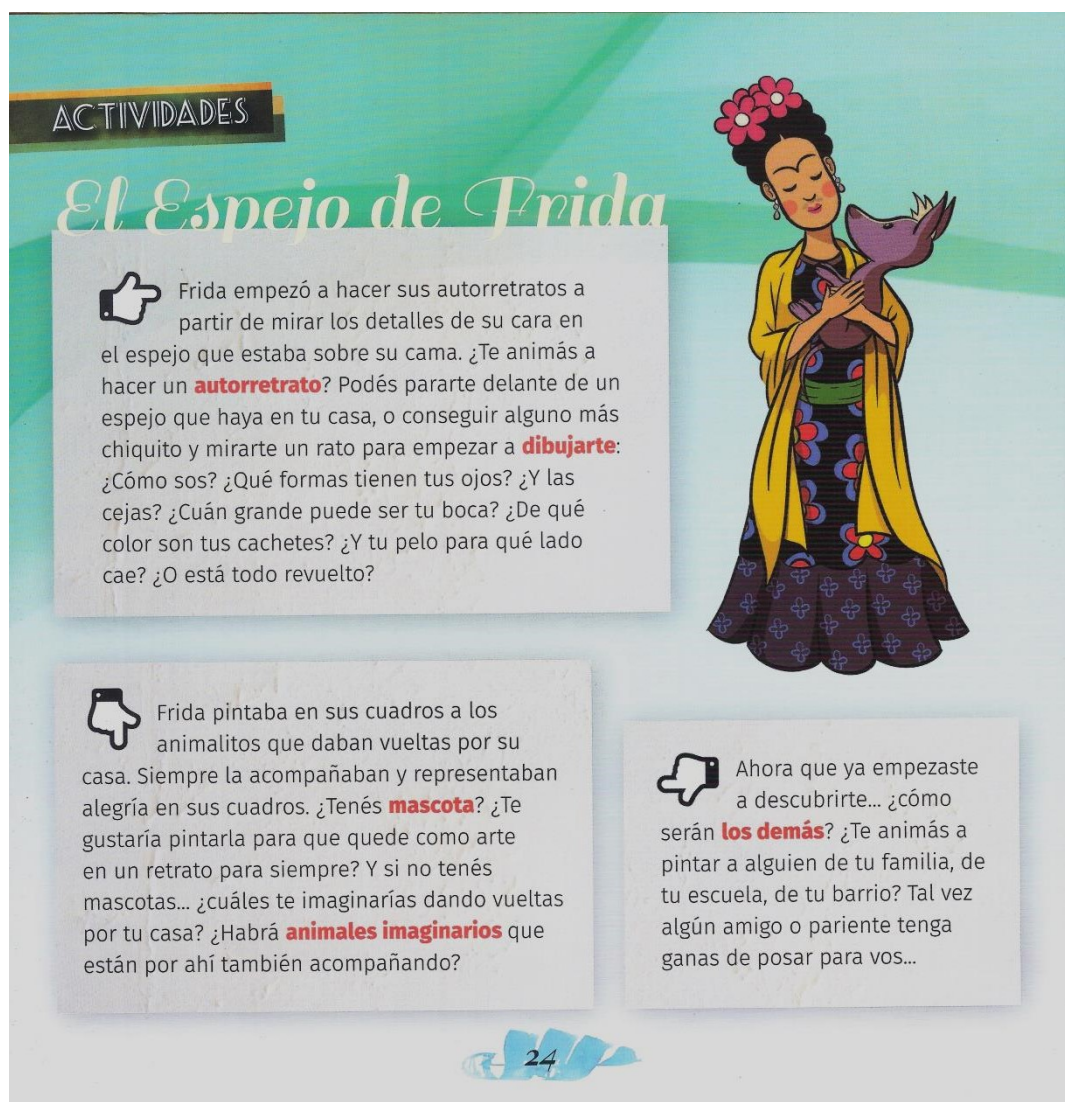 ACTIVIDADES
El Espejo de Frida
Frida empezó a hacer sus autorretratos a
partir de mirar los detalles de su cara en
el espejo que estaba sobre su cama. ¿Te animás a
hacer un autorretrato? Podés pararte delante de un
espejo que haya en tu casa, o conseguir alguno más
chiquito y mirarte un rato para empezar a dibujarte:
¿Cómo sos? ¿Qué formas tienen tus ojos? ¿Y las
cejas? ¿Cuán grande puede ser tu boca? ¿De qué
color son tus cachetes? ¿Y tu pelo para qué lado
cae? ¿O está todo revuelto?
Frida pintaba en sus cuadros a los
animalitos que daban vueltas por su
casa. Siempre la acompañaban y representaban
alegría en sus cuadros. ¿Tenés mascota? ¿Te
gustaría pintarla para que quede como arte
en un retrato para siempre? Y si no tenés
mascotas... ¿cuáles te imaginarías dando vueltas
por tu casa? ¿Habrá animales imaginarios que
están por ahí también acompañando?
Ahora que ya empezaste
a descubrirte... ¿cómo
serán los demás? ¿Te animás a
pintar a alguien de tu familia, de
tu escuela, de tu barrio? Tal vez
algún amigo o pariente tenga
ganas de posar para vos...
24